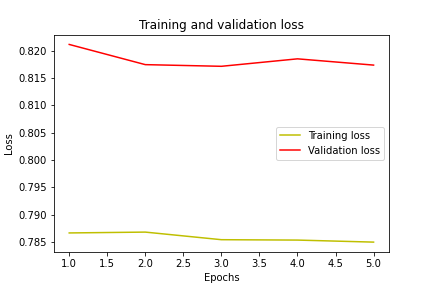 Training and validation loss
0.820
0.815
0.810
0.805
0.800
0.795
0.790
0.785
Loss
Training loss
Validation loss
1.0 1.5 2.0 2.5 3.0 3.5 4.0 4.5 5.0
Epochs